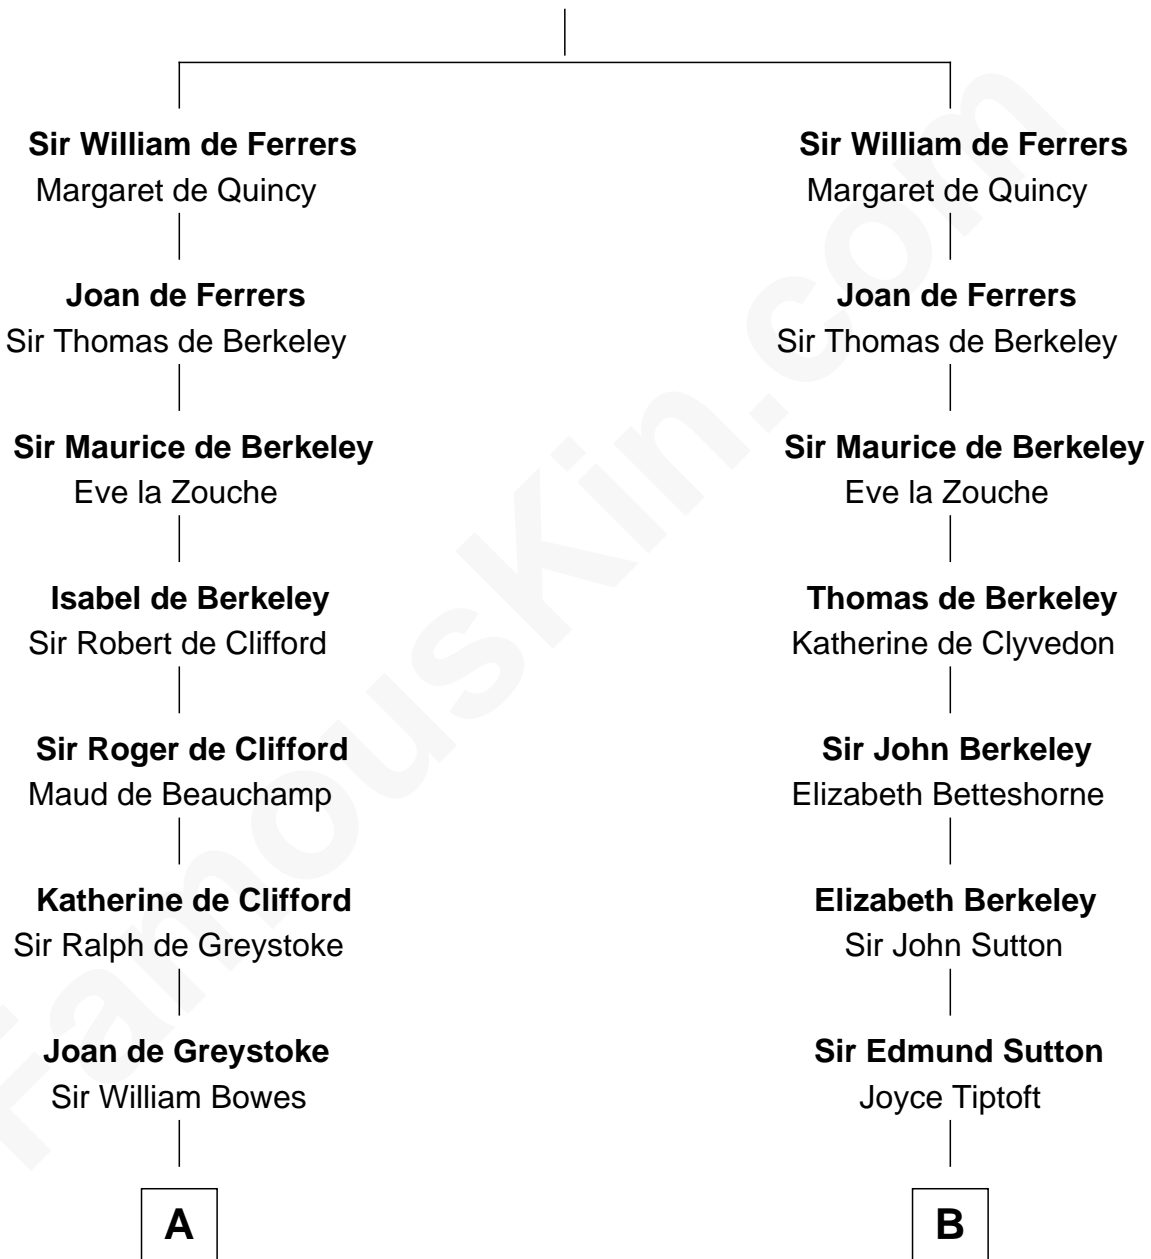 Sir William de Ferrers
Margaret de Quincy
Joan de Ferrers
Sir Thomas de Berkeley
Sir Maurice de Berkeley
Eve la Zouche
Isabel de Berkeley
Sir Robert de Clifford
Sir Roger de Clifford
Maud de Beauchamp
Katherine de Clifford
Sir Ralph de Greystoke
Joan de Greystoke
Sir William Bowes
A
Sir William de Ferrers
Margaret de Quincy
Joan de Ferrers
Sir Thomas de Berkeley
Sir Maurice de Berkeley
Eve la Zouche
Thomas de Berkeley
Katherine de Clyvedon
Sir John Berkeley
Elizabeth Betteshorne
Elizabeth Berkeley
Sir John Sutton
Sir Edmund Sutton
Joyce Tiptoft
B
FamousKin.com